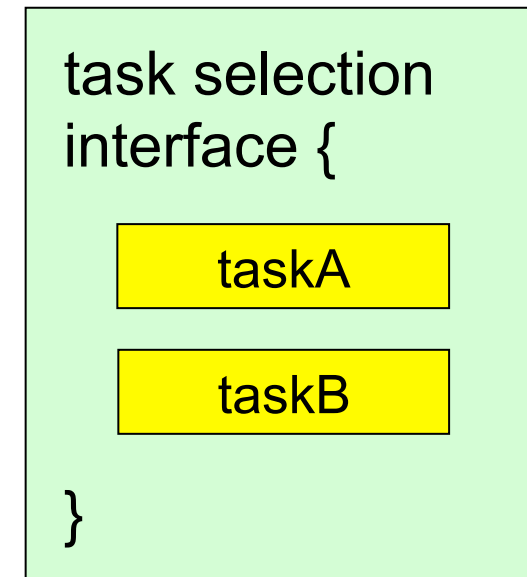 task selection
interface {
taskA
taskB
}